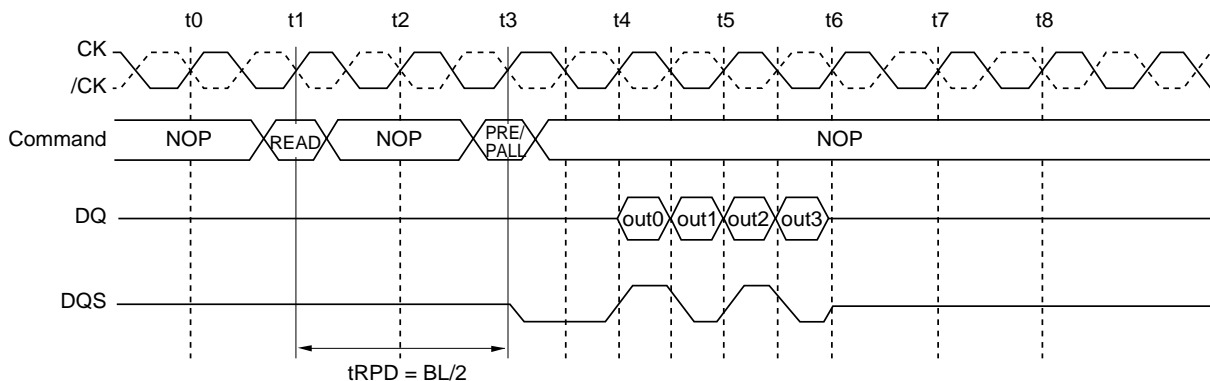 t0 t1 t2 t3 t4 t5 t6 t7 t8
CK
/CK
Command NOP READ NOP PRE/ PALL NOP
DQ out0 out1 out2 out3
DQS
tRPD = BL/2